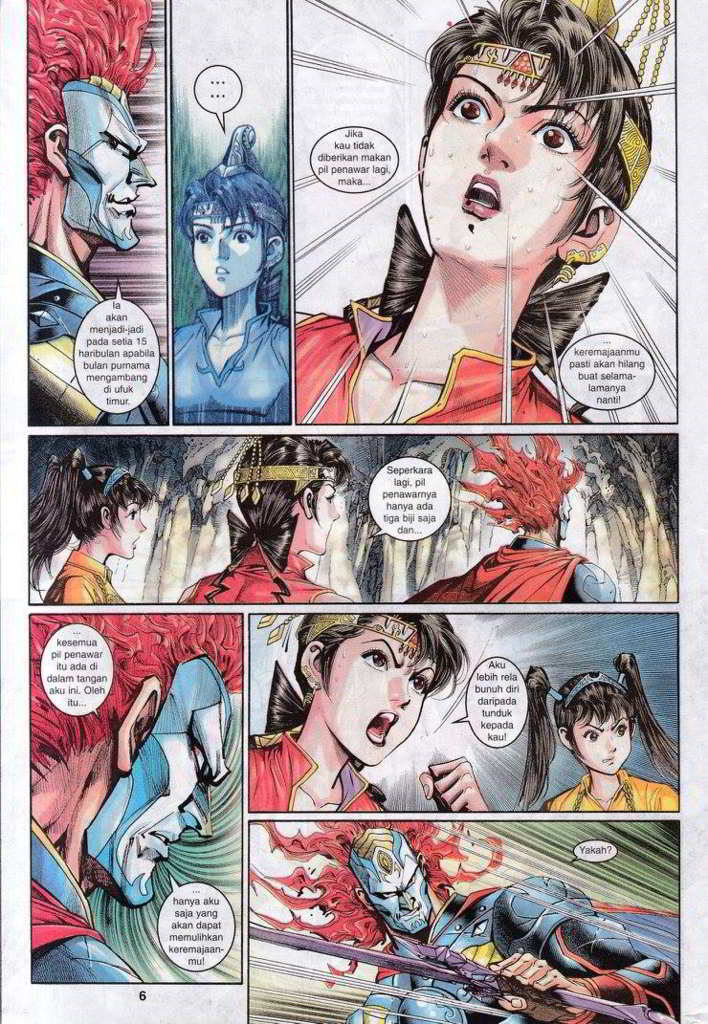 Ia
akan
menjadi-jadi
pada setia 15
haribulan apabila
bulan purnama
mengambang
di ufuk
timur.
...
...
Jika
kau tidak
diberikan makan
pil penawar lagi,
maka...
...
keremajaanmu
pasti akan hilang
buat selama-
lamanya
nanti!
Seperkara
lagi, pil
penawarnya
hanya ada
tiga biji saja
dan...
...
kesemua
pil penawar
itu ada di
dalam tangan
aku ini. Oleh
itu...
...
hanya aku
saja yang
akan dapat
memulihkan
keremajaan-
mu!
Aku
lebih rela
bunuh diri
daripada
tunduk
kepada
kau!
Yakah?
6